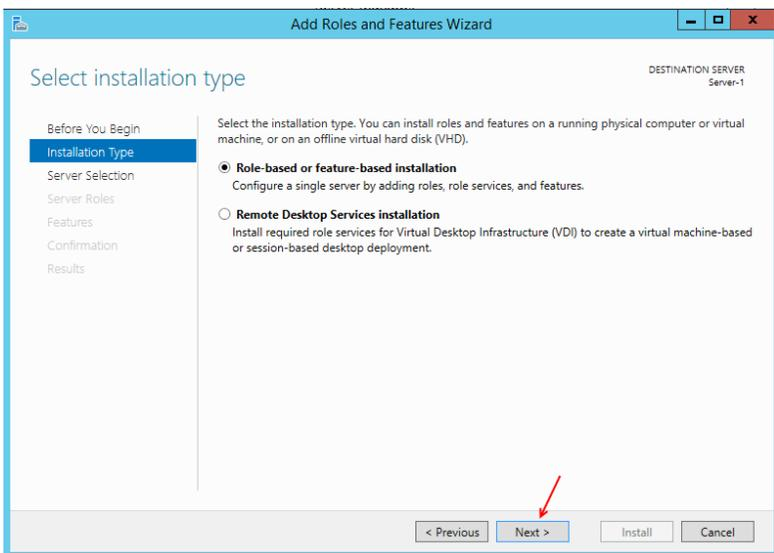 Add Roles and Features Wizard
Select installation type
DESTINATION SERVER
Server-1
Before You Begin
Installation Type
Server Selection
Server Roles
Features
Confirmation
Results
Select the installation type. You can install roles and features on a running physical computer or virtual
machine, or on an offline virtual hard disk (VHD).
Role-based or feature-based installation
Configure a single server by adding roles, role services, and features.
Remote Desktop Services installation
Install required role services for Virtual Desktop Infrastructure (VDI) to create a virtual machine-based
or session-based desktop deployment.
< Previous
Next >
Install
Cancel